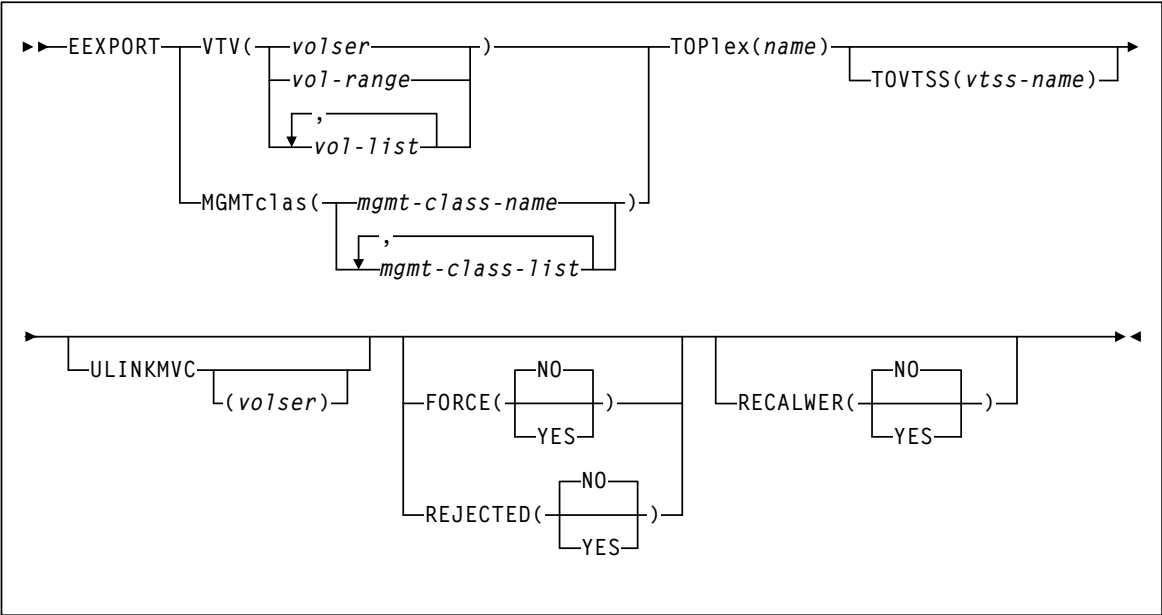 EEXPORT VTV( volser ) TOPlex(name)
vol-range TOVTSS(vtss-name)
,
vol-list
MGMTclas( mgmt-class-name )
,
mgmt-class-list
ULINKMVC NO NO
(volser) FORCE( ) RECALWER( )
YES YES
NO
REJECTED( )
YES